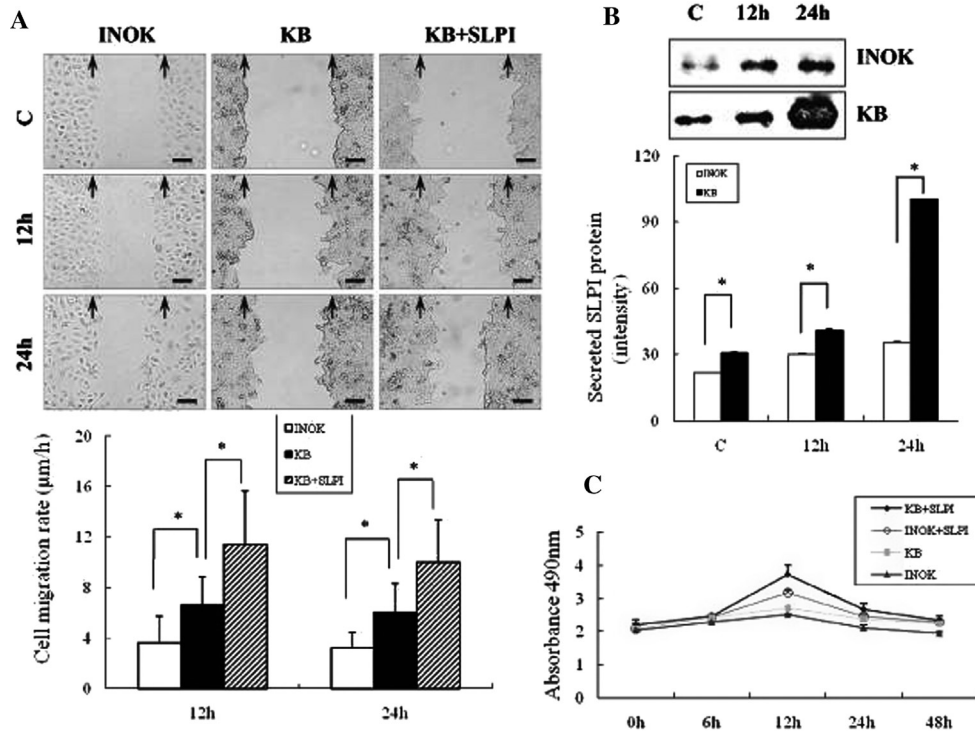 A
INOK KB KB+SLPI
C
12h
24h
Cell migration rate (μm/h)
20
16
12
8
4
0
INOK
KB
KB+SLPI
*
*
*
*
12h 24h
B
C 12h 24h
INOK
KB
Secreted SLPI protein
(intensity)
120
90
60
30
0
INOK
KB
*
*
*
C 12h 24h
C
Absorbance 490nm
5
4
3
2
1
0
KB+SLPI
INOK+SLPI
KB
INOK
0h 6h 12h 24h 48h